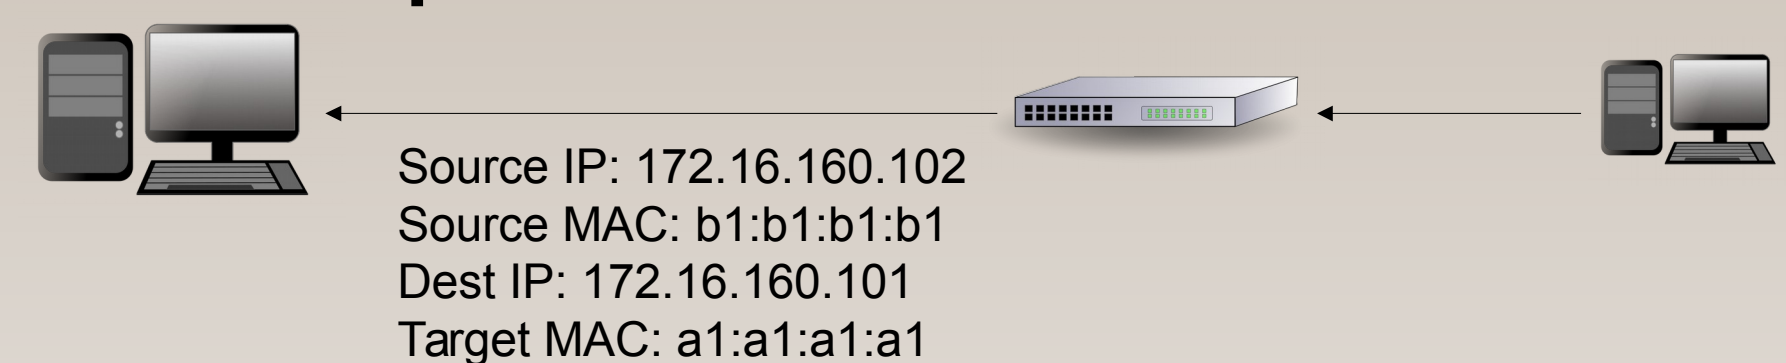 Source IP: 172.16.160.102
Source MAC: b1:b1:b1:b1
Dest IP: 172.16.160.101
Target MAC: a1:a1:a1:a1